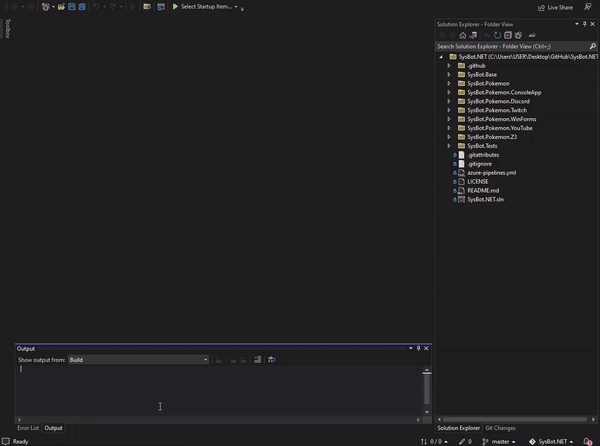 Select Startup Item...
Live Share
Toolbox
Solution Explorer - Folder View
Search Solution Explorer - Folder View (Ctrl+;)
SysBot.NET (C:\Users\USER\Desktop\GitHub\SysBot.NET
.github
SysBot.Base
SysBot.Pokemon
SysBot.Pokemon.ConsoleApp
SysBot.Pokemon.Discord
SysBot.Pokemon.Twitch
SysBot.Pokemon.WinForms
SysBot.Pokemon.YouTube
SysBot.Pokemon.Z3
SysBot.Tests
.gitattributes
.gitignore
azure-pipelines.yml
LICENSE
README.md
SysBot.NET.sln
Output
Show output from: Build
Error List Output
Solution Explorer Git Changes
Ready 0 / 0 0 master SysBot.NET